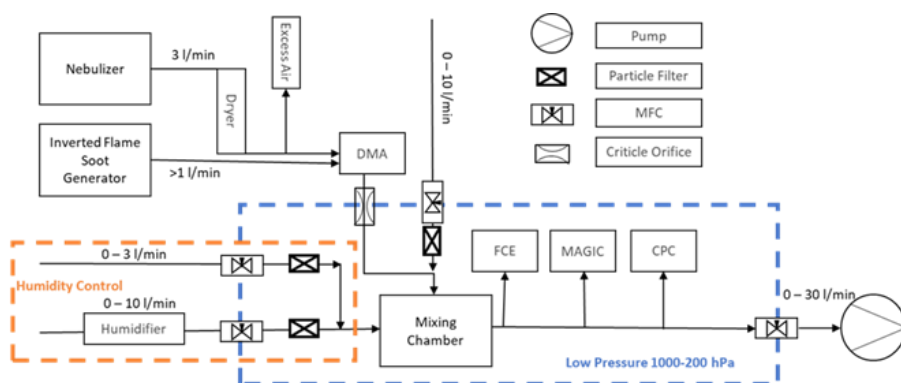 Nebulizer
3 l/min
Dryer
Excess Air
0 – 10 l/min
Pump
Particle Filter
MFC
Criticle Orifice
Inverted Flame
Soot
Generator
>1 l/min
DMA
0 – 3 l/min
Humidity Control
0 – 10 l/min
Humidifier
Mixing
Chamber
FCE
MAGIC
CPC
0 – 30 l/min
Low Pressure 1000-200 hPa